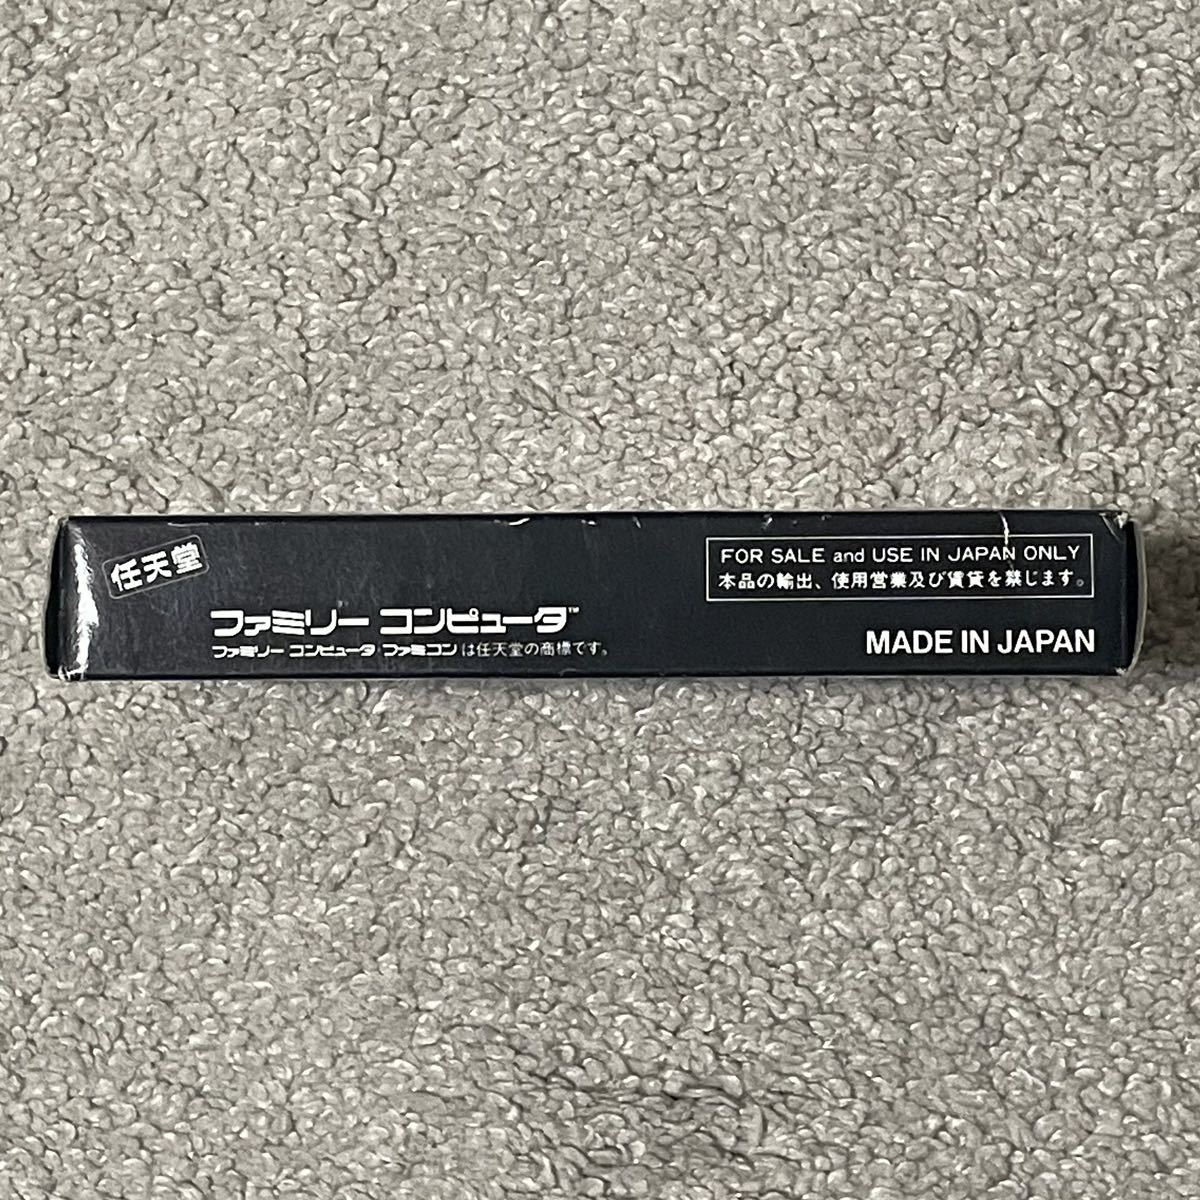 任天堂
ファミリー コンピュータ™
ファミリー コンピュータ・ファミコンは任天堂の商標です。
FOR SALE and USE IN JAPAN ONLY
本品の輸出、使用営業及び賃貸を禁じます。
MADE IN JAPAN